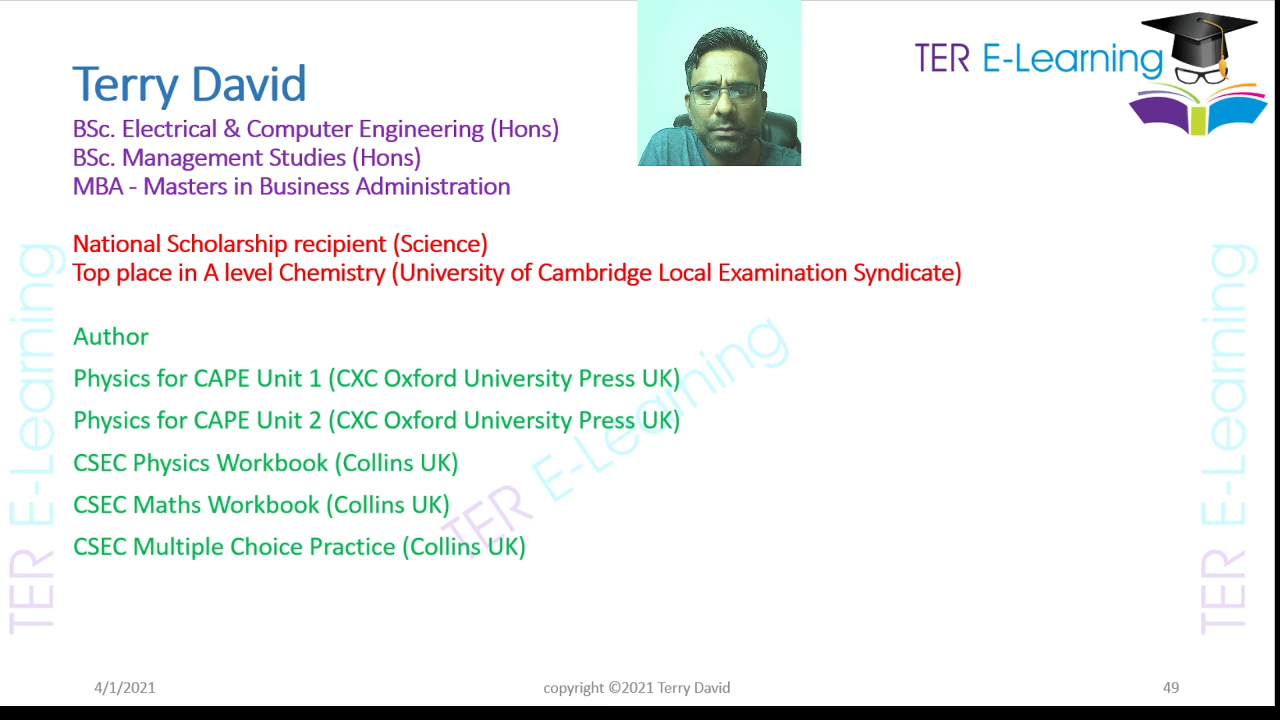 TER E-Learning
Terry David
BSc. Electrical & Computer Engineering (Hons)
BSc. Management Studies (Hons)
MBA - Masters in Business Administration
National Scholarship recipient (Science)
Top place in A level Chemistry (University of Cambridge Local Examination Syndicate)
Author
Physics for CAPE Unit 1 (CXC Oxford University Press UK)
Physics for CAPE Unit 2 (CXC Oxford University Press UK)
CSEC Physics Workbook (Collins UK)
CSEC Maths Workbook (Collins UK)
CSEC Multiple Choice Practice (Collins UK)
TER E-Learning
TER E-Learning
TER E-Learning
4/1/2021
copyright ©2021 Terry David
49